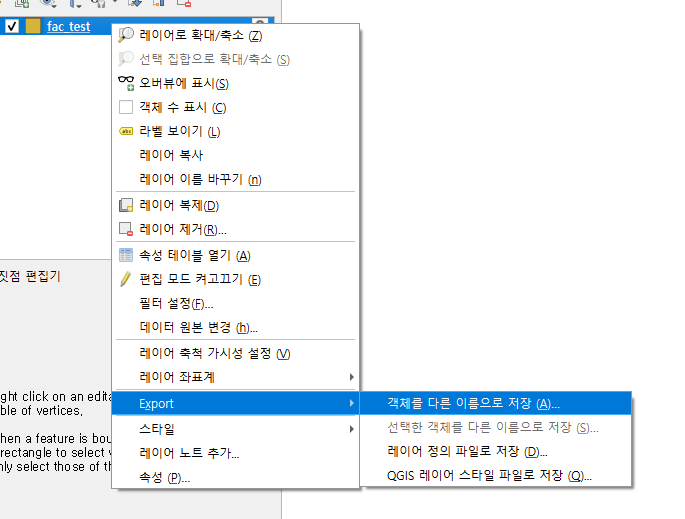 fac_test
레이어로 확대/축소 (Z)
선택 집합으로 확대/축소 (S)
오버뷰에 표시(S)
객체 수 표시 (C)
abc 라벨 보이기 (L)
레이어 복사
레이어 이름 바꾸기 (n)
레이어 복제(D)
레이어 제거(R)...
속성 테이블 열기 (A)
편집 모드 켜고끄기 (E)
필터 설정(F)...
데이터 원본 변경 (h)...
레이어 축척 가시성 설정 (V)
레이어 좌표계
Export
스타일
레이어 노트 추가...
속성 (P)...
객체를 다른 이름으로 저장 (A)...
선택한 객체를 다른 이름으로 저장 (S)...
레이어 정의 파일로 저장 (D)...
QGIS 레이어 스타일 파일로 저장 (Q)...
짓점 편집기
ght click on an edita
ble of vertices.
hen a feature is bou
rectangle to select v
nly select those of th